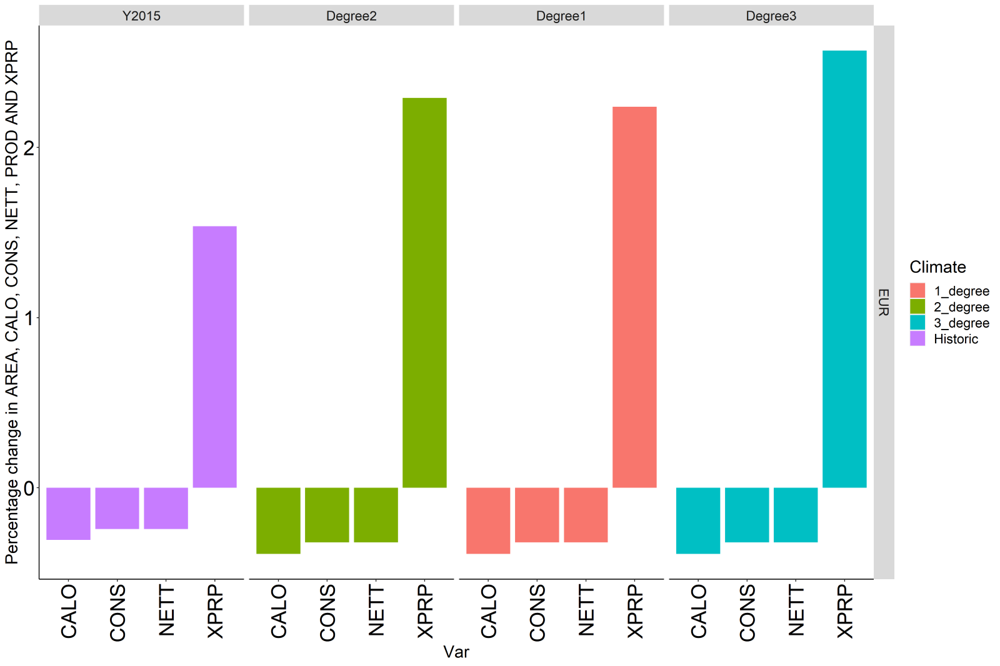 Y2015 Degree2 Degree1 Degree3
Percentage change in AREA, CALO, CONS, NETT, PROD AND XPRP
2
1
0
EUR
CALO CONS NETT XPRP CALO CONS NETT XPRP CALO CONS NETT XPRP CALO CONS NETT XPRP
Var
Climate
1_degree
2_degree
3_degree
Historic